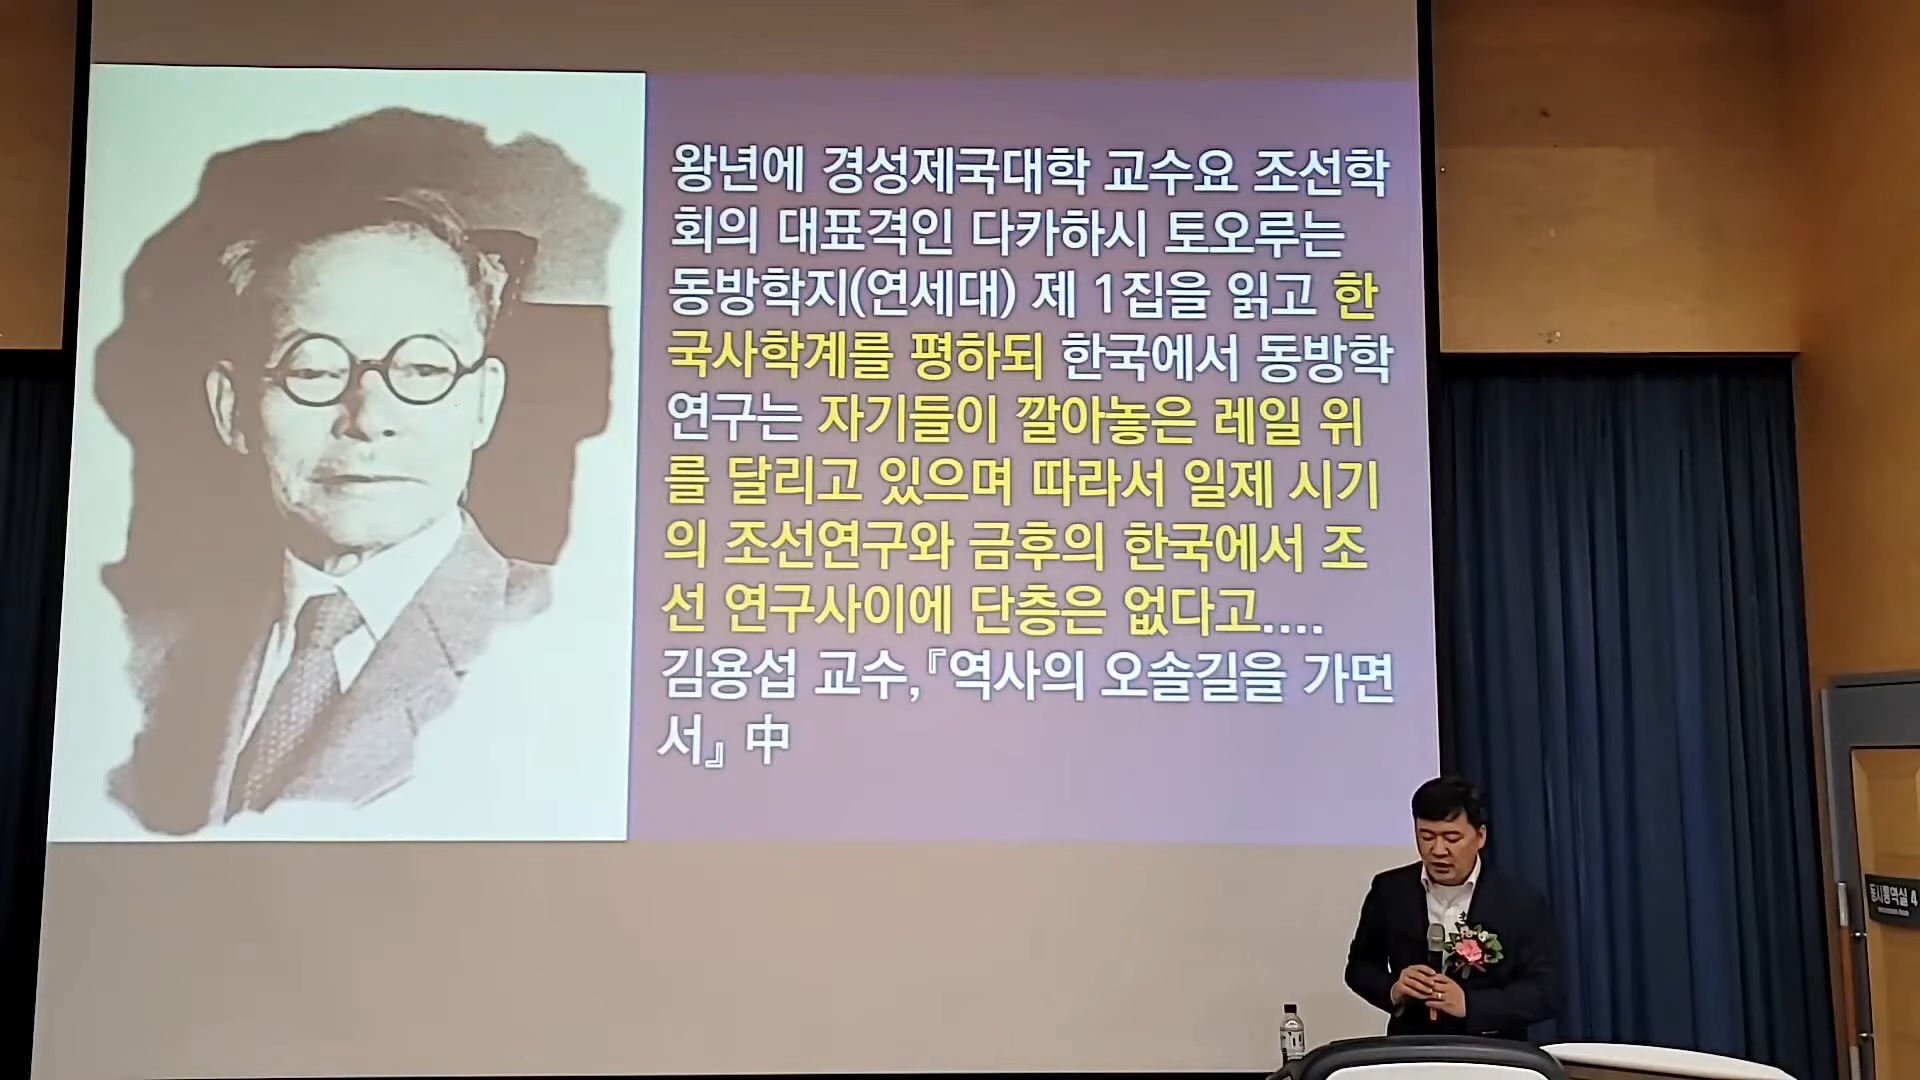 왕년에 경성제국대학 교수요 조선학
회의 대표격인 다카하시 토오루는
동방학지(연세대) 제 1집을 읽고 한
국사학계를 평하되 한국에서 동방학
연구는 자기들이 깔아놓은 레일 위
를 달리고 있으며 따라서 일제 시기
의 조선연구와 금후의 한국에서 조
선 연구사이에 단층은 없다고....
김용섭 교수,『역사의 오솔길을 가면
서』 中
동시통역실 4